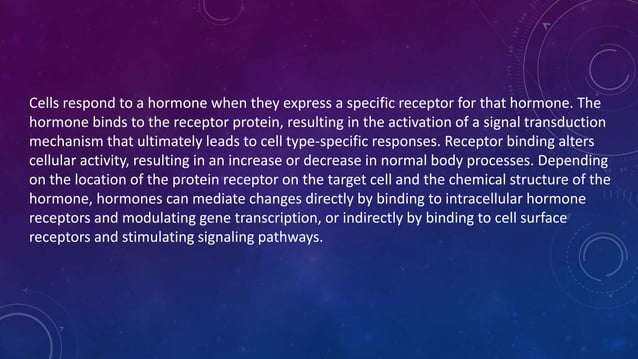 Cells respond to a hormone when they express a specific receptor for that hormone. The
hormone binds to the receptor protein, resulting in the activation of a signal transduction
mechanism that ultimately leads to cell type-specific responses. Receptor binding alters
cellular activity, resulting in an increase or decrease in normal body processes. Depending
on the location of the protein receptor on the target cell and the chemical structure of the
hormone, hormones can mediate changes directly by binding to intracellular hormone
receptors and modulating gene transcription, or indirectly by binding to cell surface
receptors and stimulating signaling pathways.